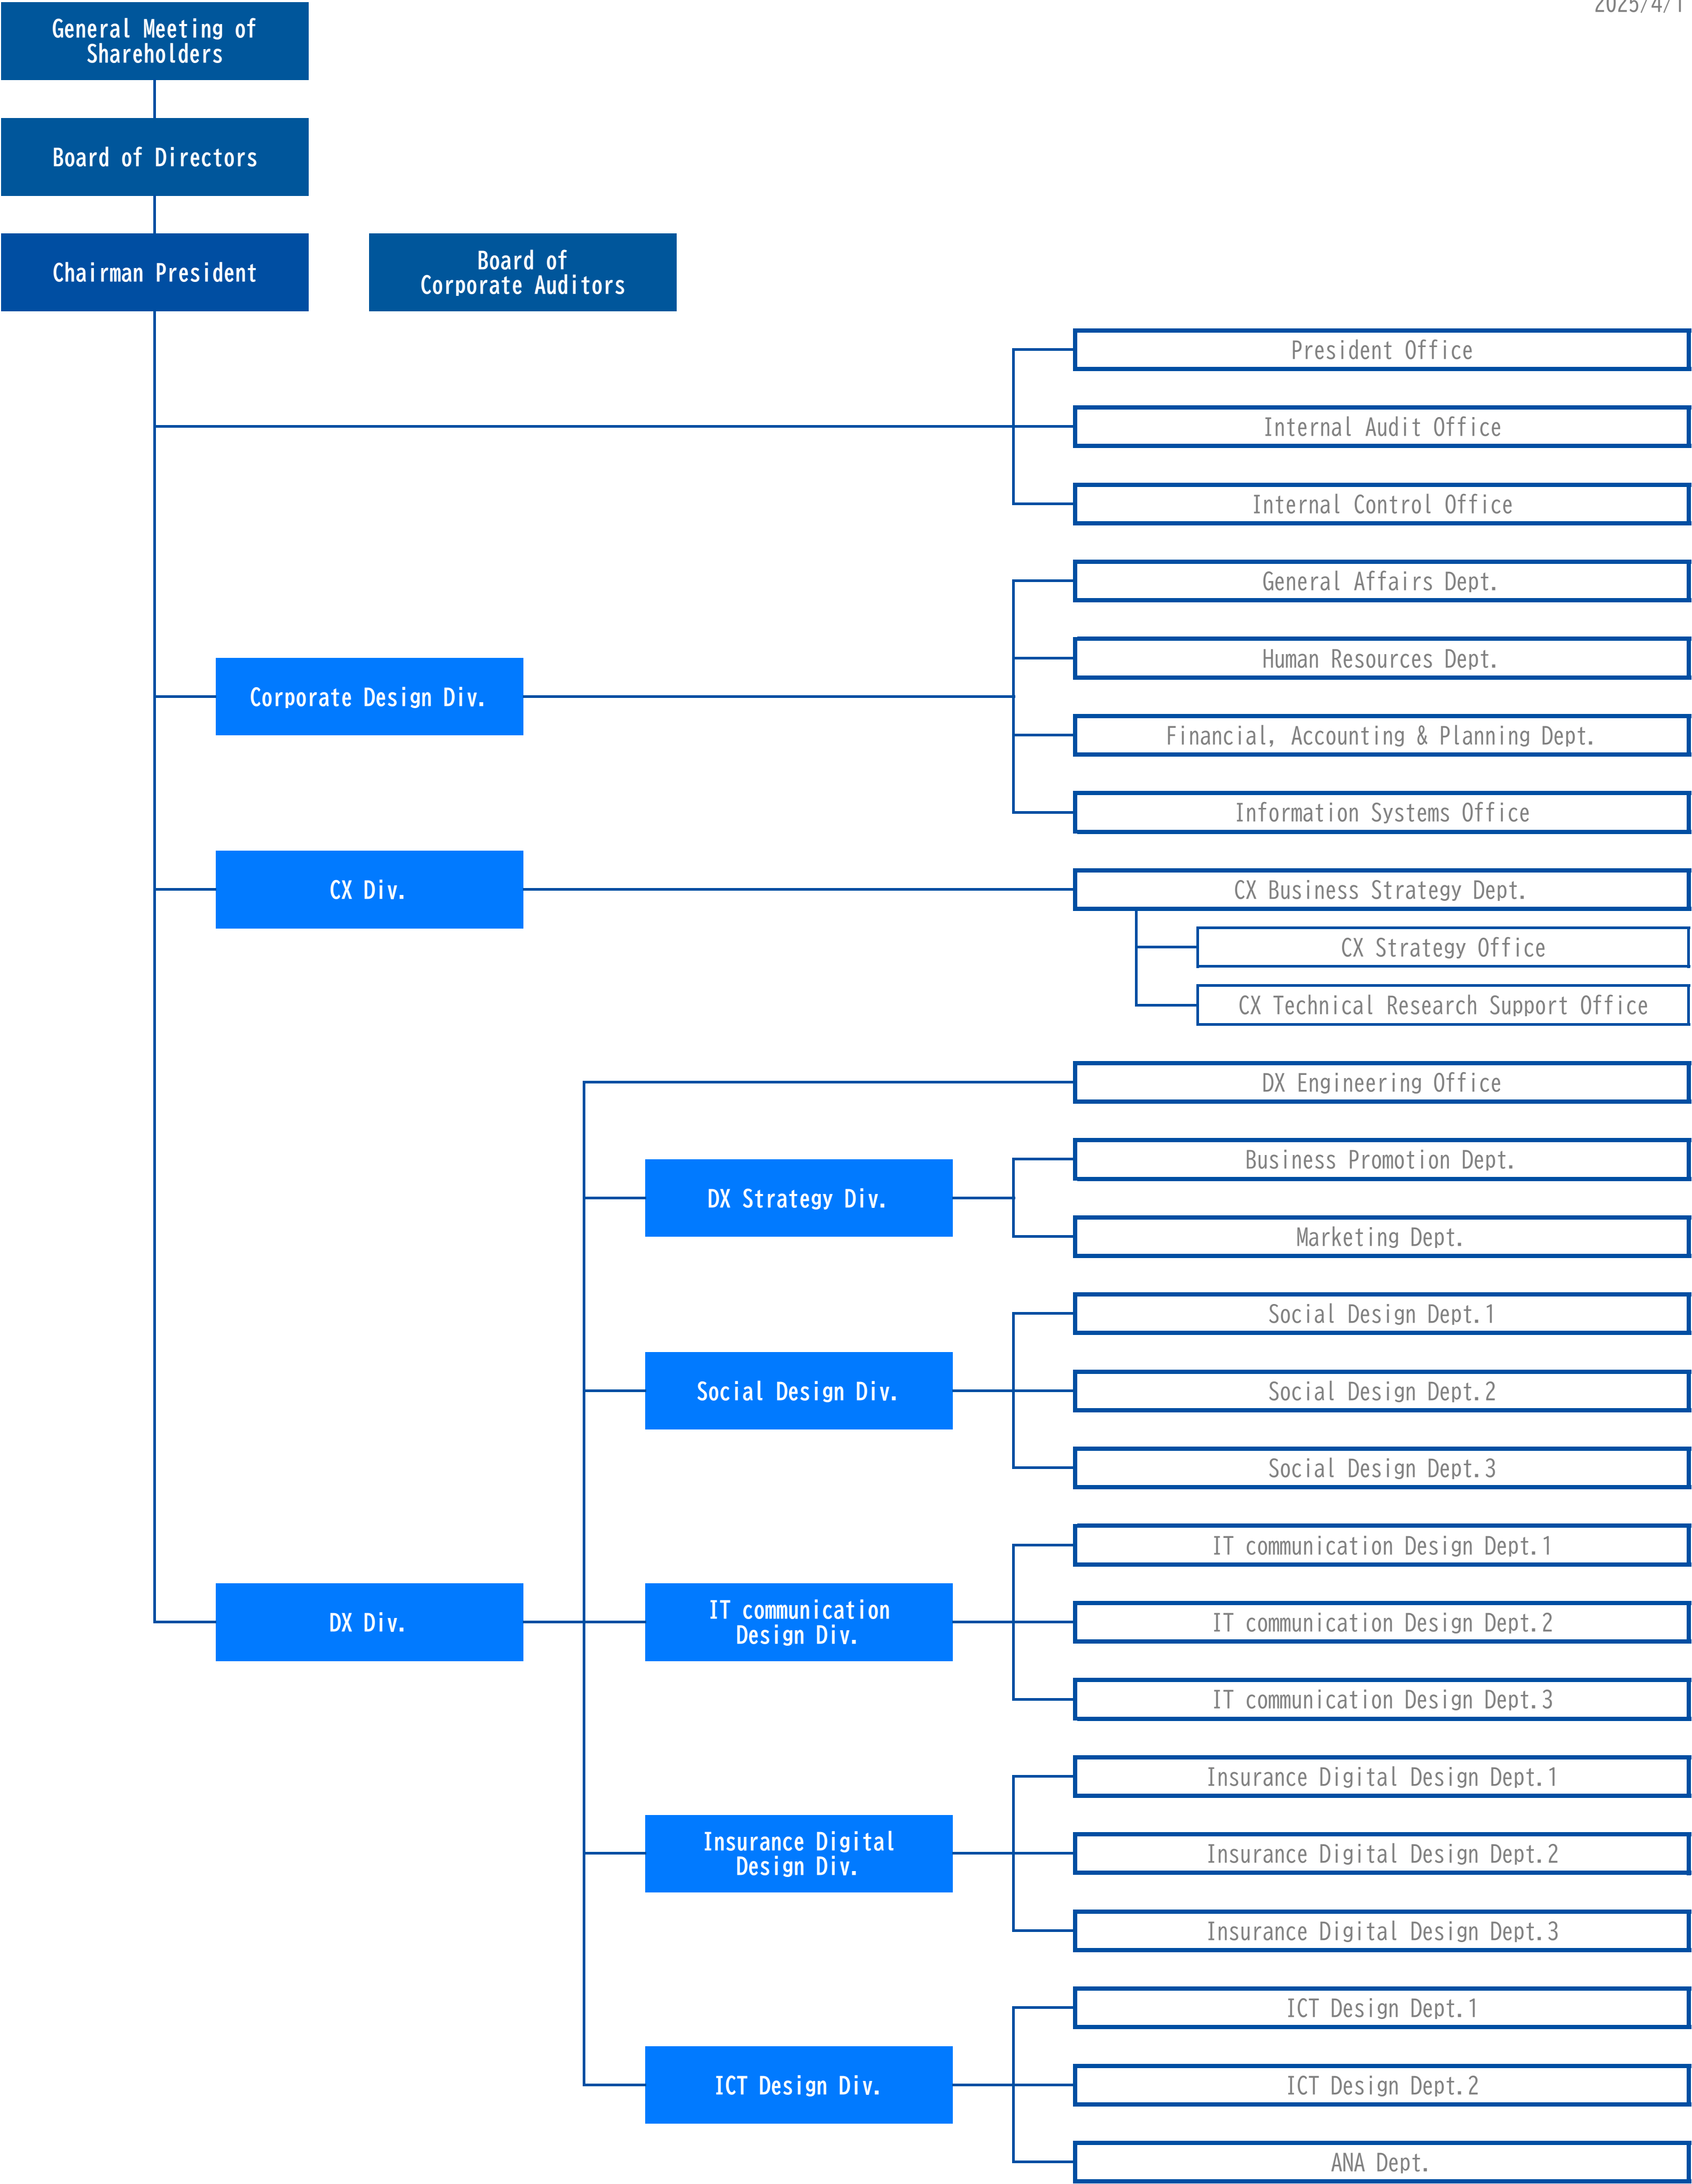 2025/4/1
General Meeting of
Shareholders
Board of Directors
Chairman President
Board of
Corporate Auditors
President Office
Internal Audit Office
Internal Control Office
General Affairs Dept.
Human Resources Dept.
Corporate Design Div.
Financial, Accounting & Planning Dept.
Information Systems Office
CX Div.
CX Business Strategy Dept.
CX Strategy Office
CX Technical Research Support Office
DX Engineering Office
Business Promotion Dept.
DX Strategy Div.
Marketing Dept.
Social Design Dept.1
Social Design Div.
Social Design Dept.2
Social Design Dept.3
IT communication Design Dept.1
DX Div.
IT communication
Design Div.
IT communication Design Dept.2
IT communication Design Dept.3
Insurance Digital Design Dept.1
Insurance Digital
Design Div.
Insurance Digital Design Dept.2
Insurance Digital Design Dept.3
ICT Design Dept.1
ICT Design Div.
ICT Design Dept.2
ANA Dept.